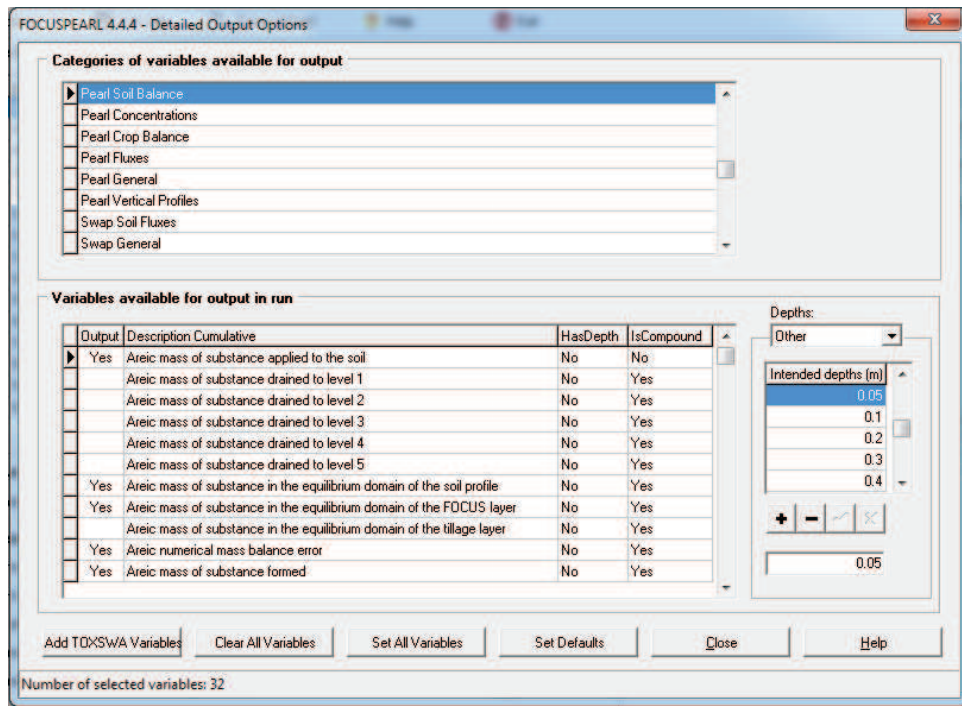 FOCUSPEARL 4.4.4 - Detailed Output Options
Help
Categories of variables available for output
Pearl Soil Balance
Pearl Concentrations
Pearl Crop Balance
Pearl Fluxes
Pearl General
Pearl Vertical Profiles
Swap Soil Fluxes
Swap General
Variables available for output in run
Output Description Cumulative HasDepth IsCompound
Yes Areic mass of substance applied to the soil No No
Areic mass of substance drained to level 1 No Yes
Areic mass of substance drained to level 2 No Yes
Areic mass of substance drained to level 3 No Yes
Areic mass of substance drained to level 4 No Yes
Areic mass of substance drained to level 5 No Yes
Yes Areic mass of substance in the equilibrium domain of the soil profile No Yes
Yes Areic mass of substance in the equilibrium domain of the FOCUS layer No Yes
Areic mass of substance in the equilibrium domain of the tillage layer No Yes
Yes Areic numerical mass balance error No Yes
Yes Areic mass of substance formed No Yes
Depths:
Other
Intended depths (m)
0.05
0.1
0.2
0.3
0.4
0.05
Add TOXSWA Variables Clear All Variables Set All Variables Set Defaults Close Help
Number of selected variables: 32